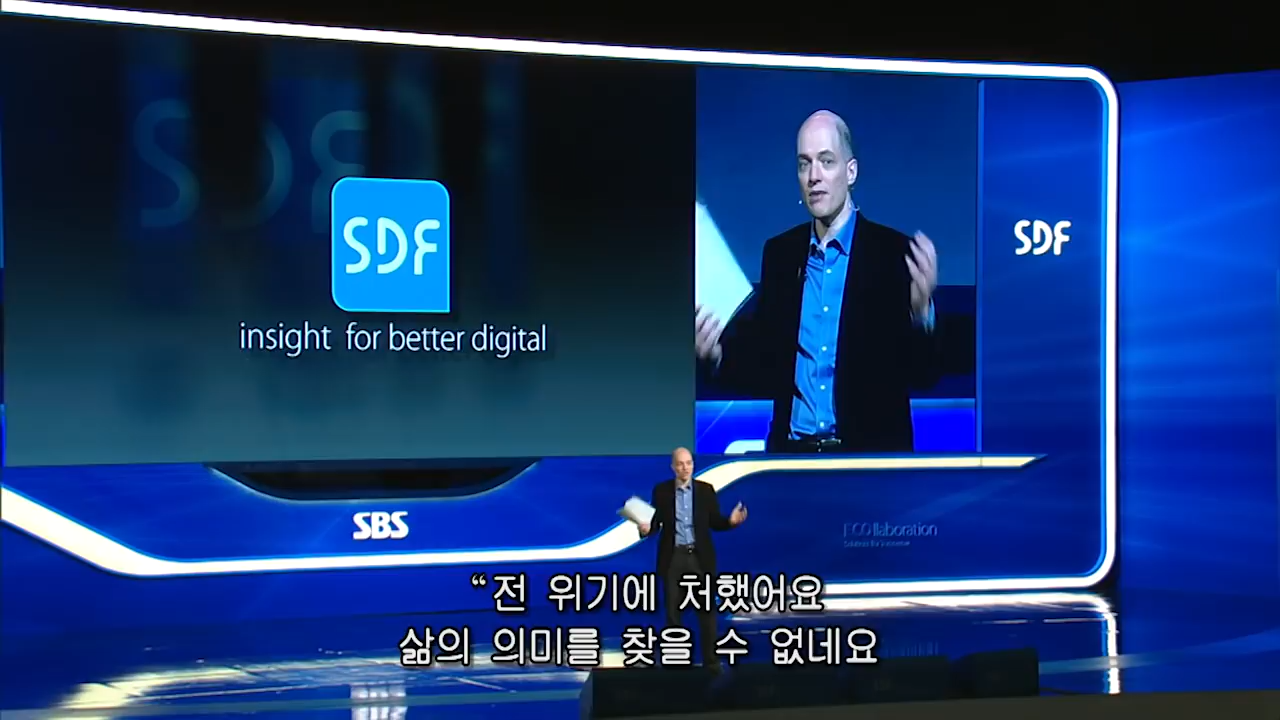 SDF
SDF
insight for better digital
SDF
SBS
“전 위기에 처했어요
삶의 의미를 찾을 수 없네요